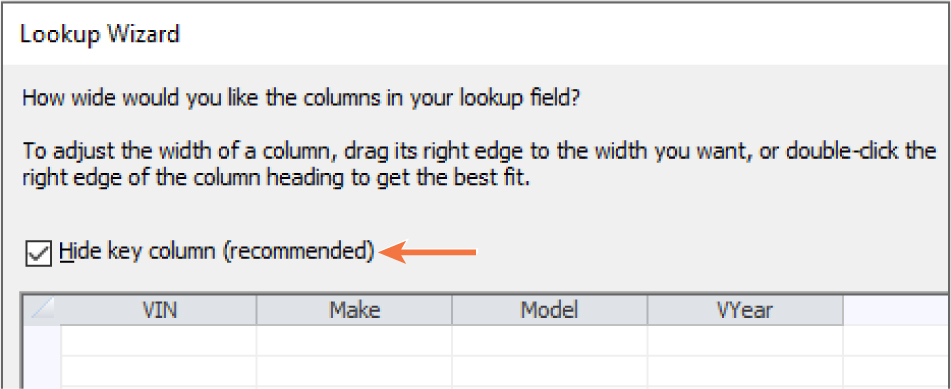 Lookup Wizard
How wide would you like the columns in your lookup field?
To adjust the width of a column, drag its right edge to the width you want, or double-click the
right edge of the column heading to get the best fit.
Hide key column (recommended)
VIN Make Model VYear